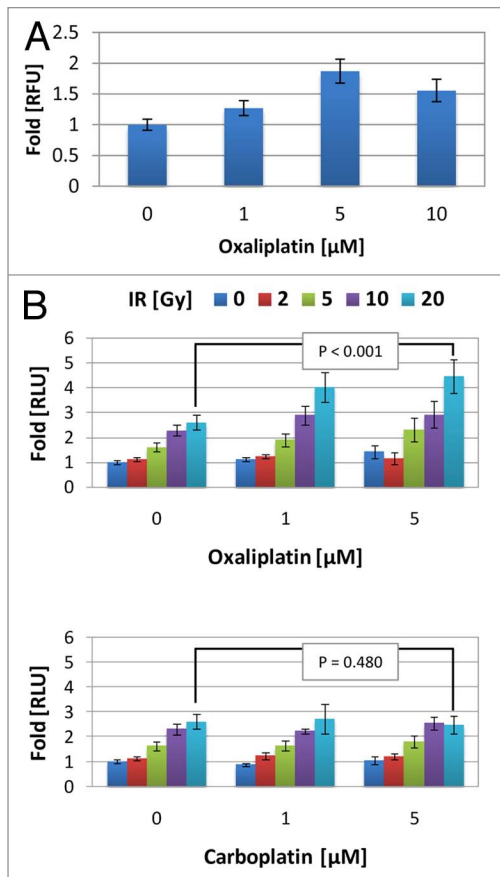 A
2.5
2
1.5
1
0.5
0
Fold [RFU]
0 1 5 10
Oxaliplatin [µM]
B
IR [Gy] 0 2 5 10 20
6
5
4
3
2
1
0
Fold [RLU]
P < 0.001
0 1 5
Oxaliplatin [µM]
6
5
4
3
2
1
0
Fold [RLU]
P = 0.480
0 1 5
Carboplatin [µM]